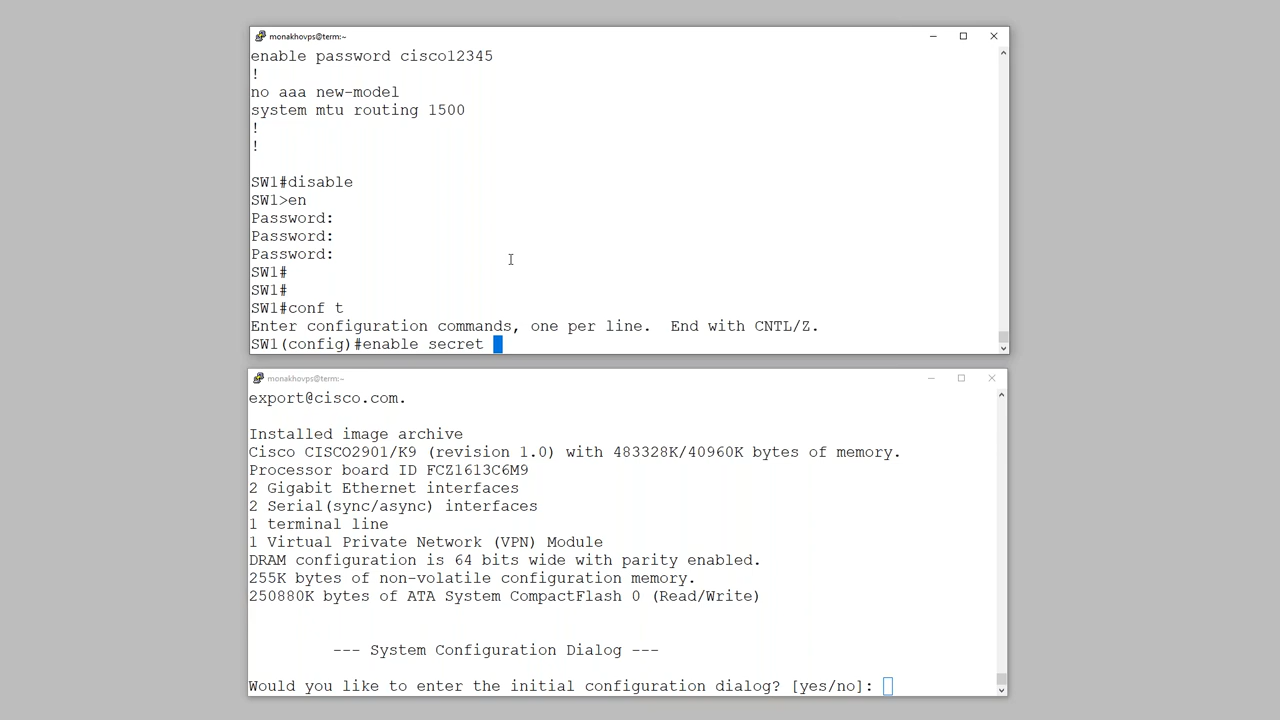 monakhovps@term:~
enable password cisco12345
!
no aaa new-model
system mtu routing 1500
!
!
SW1#disable
SW1>en
Password:
Password:
Password:
SW1#
SW1#
SW1#conf t
Enter configuration commands, one per line.  End with CNTL/Z.
SW1(config)#enable secret
monakhovps@term:~
export@cisco.com.
Installed image archive
Cisco CISCO2901/K9 (revision 1.0) with 483328K/40960K bytes of memory.
Processor board ID FCZ1613C6M9
2 Gigabit Ethernet interfaces
2 Serial(sync/async) interfaces
1 terminal line
1 Virtual Private Network (VPN) Module
DRAM configuration is 64 bits wide with parity enabled.
255K bytes of non-volatile configuration memory.
250880K bytes of ATA System CompactFlash 0 (Read/Write)
--- System Configuration Dialog ---
Would you like to enter the initial configuration dialog? [yes/no]: